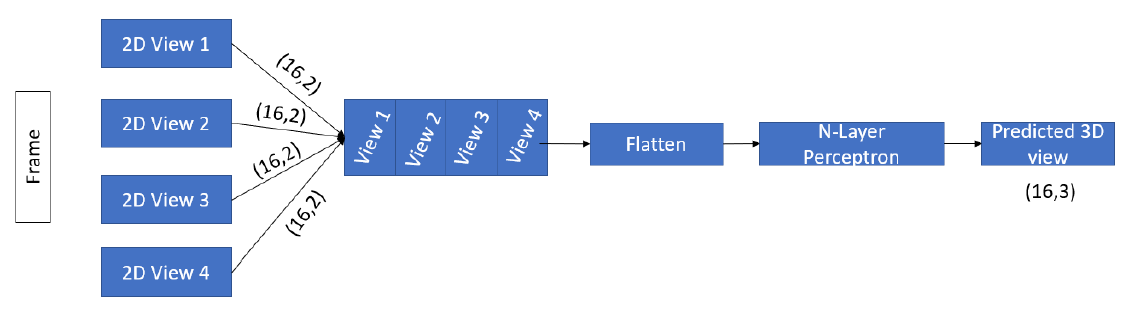 Frame
2D View 1
2D View 2
2D View 3
2D View 4
(16,2)
(16,2)
(16,2)
(16,2)
View 1
View 2
View 3
View 4
Flatten
N-Layer
Perceptron
Predicted 3D
view
(16,3)